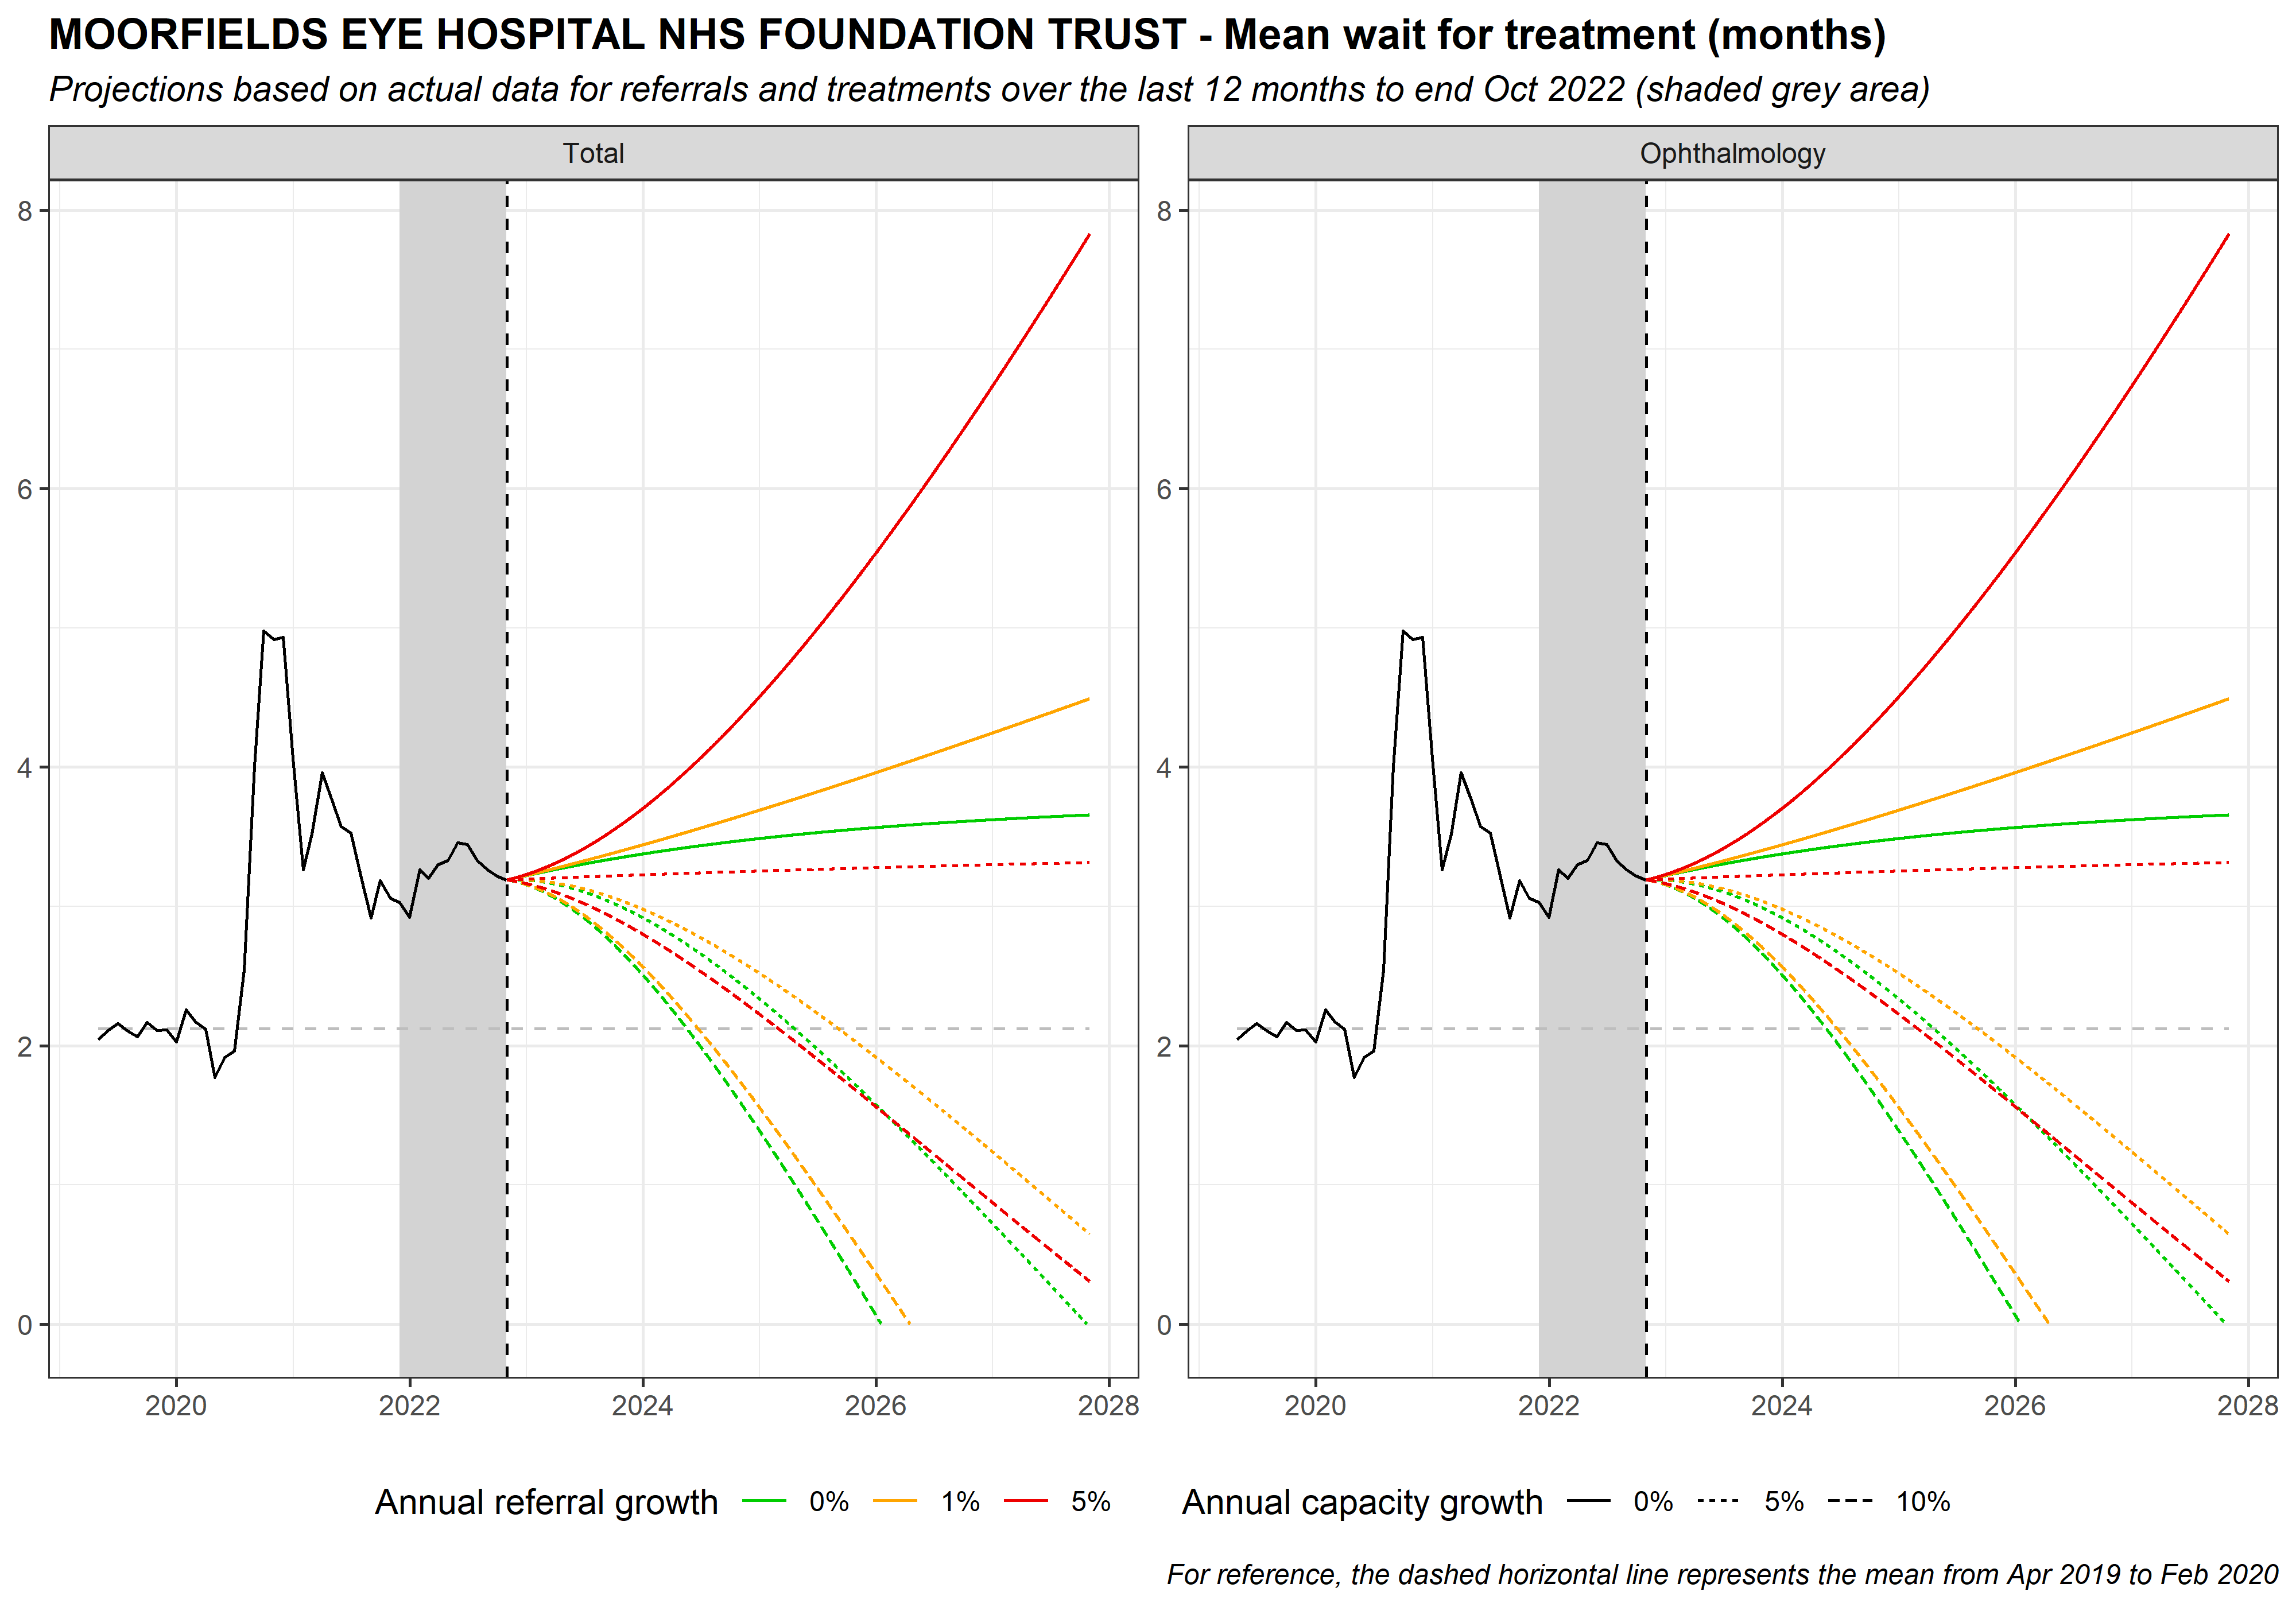 MOORFIELDS EYE HOSPITAL NHS FOUNDATION TRUST - Mean wait for treatment (months)
Projections based on actual data for referrals and treatments over the last 12 months to end Oct 2022 (shaded grey area)
Total
Ophthalmology
8
6
4
2
0
8
6
4
2
0
2020 2022 2024 2026 2028
2020 2022 2024 2026 2028
Annual referral growth 0% 1% 5%
Annual capacity growth 0% 5% 10%
For reference, the dashed horizontal line represents the mean from Apr 2019 to Feb 2020